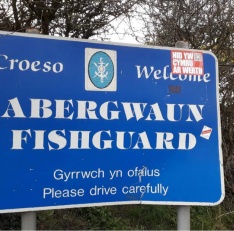 Croeso
Welcome
NID YW
CYMRU
AR WERTH
ABERGWAUN
FISHGUARD
Gyrrwch yn ofalus
Please drive carefully